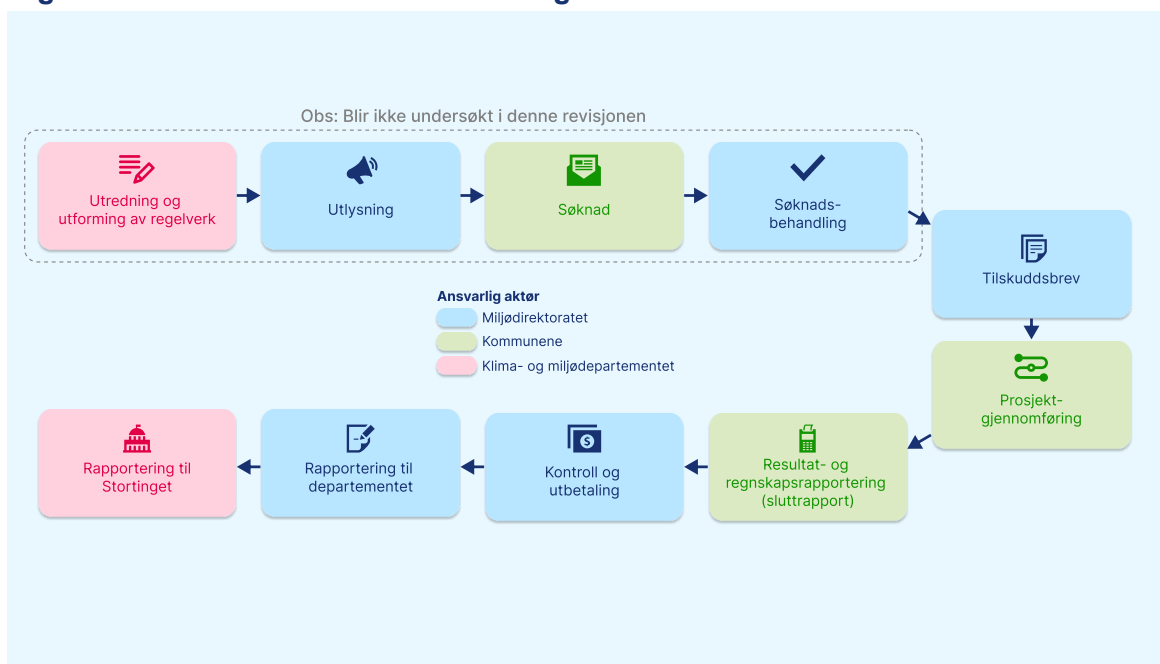 Obs: Blir ikke undersøkt i denne revisjonen
Utredning og
utforming av regelverk
Utlysning
Søknad
Søknads-
behandling
Tilskuddsbrev
Ansvarlig aktør
Miljødirektoratet
Kommunene
Klima- og miljødepartementet
Prosjekt-
gjennomføring
Resultat- og
regnskapsrapportering
(sluttrapport)
Kontroll og
utbetaling
Rapportering til
departementet
Rapportering til
Stortinget